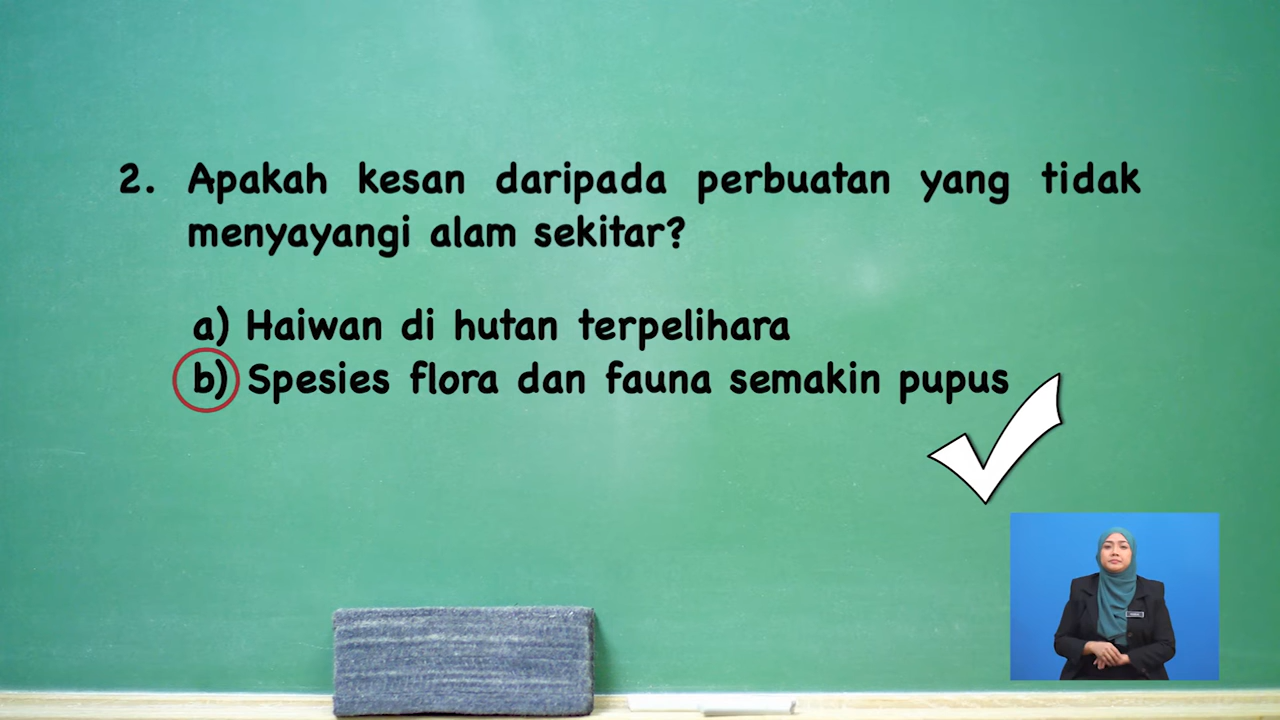 2. Apakah kesan daripada perbuatan yang tidak
menyayangi alam sekitar?
a) Haiwan di hutan terpelihara
b) Spesies flora dan fauna semakin pupus